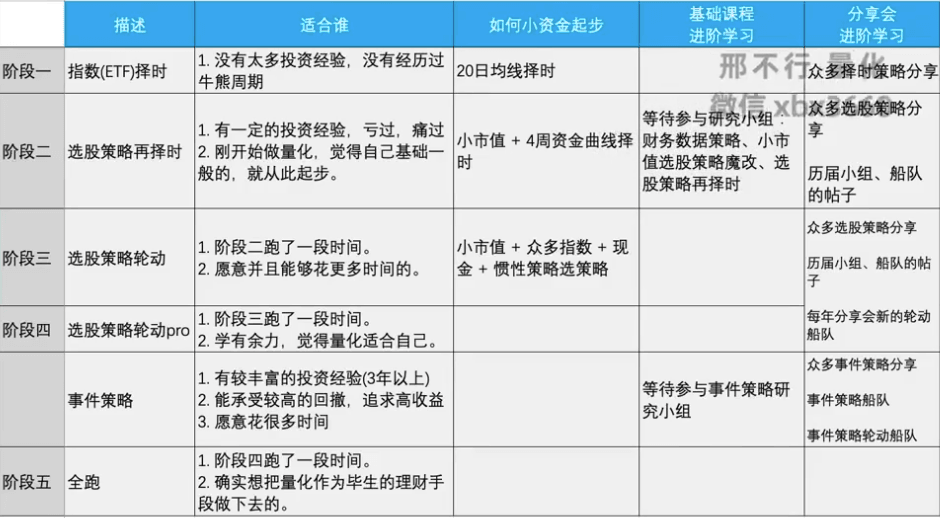 描述
适合谁
如何小资金起步
基础课程
进阶学习
分享会
进阶学习
阶段一
指数(ETF)择时
1. 没有太多投资经验，没有经历过
牛熊周期
20日均线择时
众多择时策略分享
邢不行 量化
微信 xbx3660
阶段二
选股策略再择时
1. 有一定的投资经验，亏过，痛过
2. 刚开始做量化，觉得自己基础一
般的，就从此起步。
小市值 + 4周资金曲线择
时
等待参与研究小组：
财务数据策略、小市
值选股策略魔改、选
股策略再择时
众多选股策略分
享
历届小组、船队
的帖子
阶段三
选股策略轮动
1. 阶段二跑了一段时间。
2. 愿意并且能够花更多时间的。
小市值 + 众多指数 + 现
金 + 惯性策略选策略
众多选股策略分享
历届小组、船队的帖
子
每年分享会新的轮动
船队
阶段四
选股策略轮动pro
1. 阶段三跑了一段时间。
2. 学有余力，觉得量化适合自己。
事件策略
1. 有较丰富的投资经验(3年以上)
2. 能承受较高的回撤，追求高收益
3. 愿意花很多时间
等待参与事件策略研
究小组
众多事件策略分享
事件策略船队
事件策略轮动船队
阶段五
全跑
1. 阶段四跑了一段时间。
2. 确实想把量化作为毕生的理财手
段做下去的。